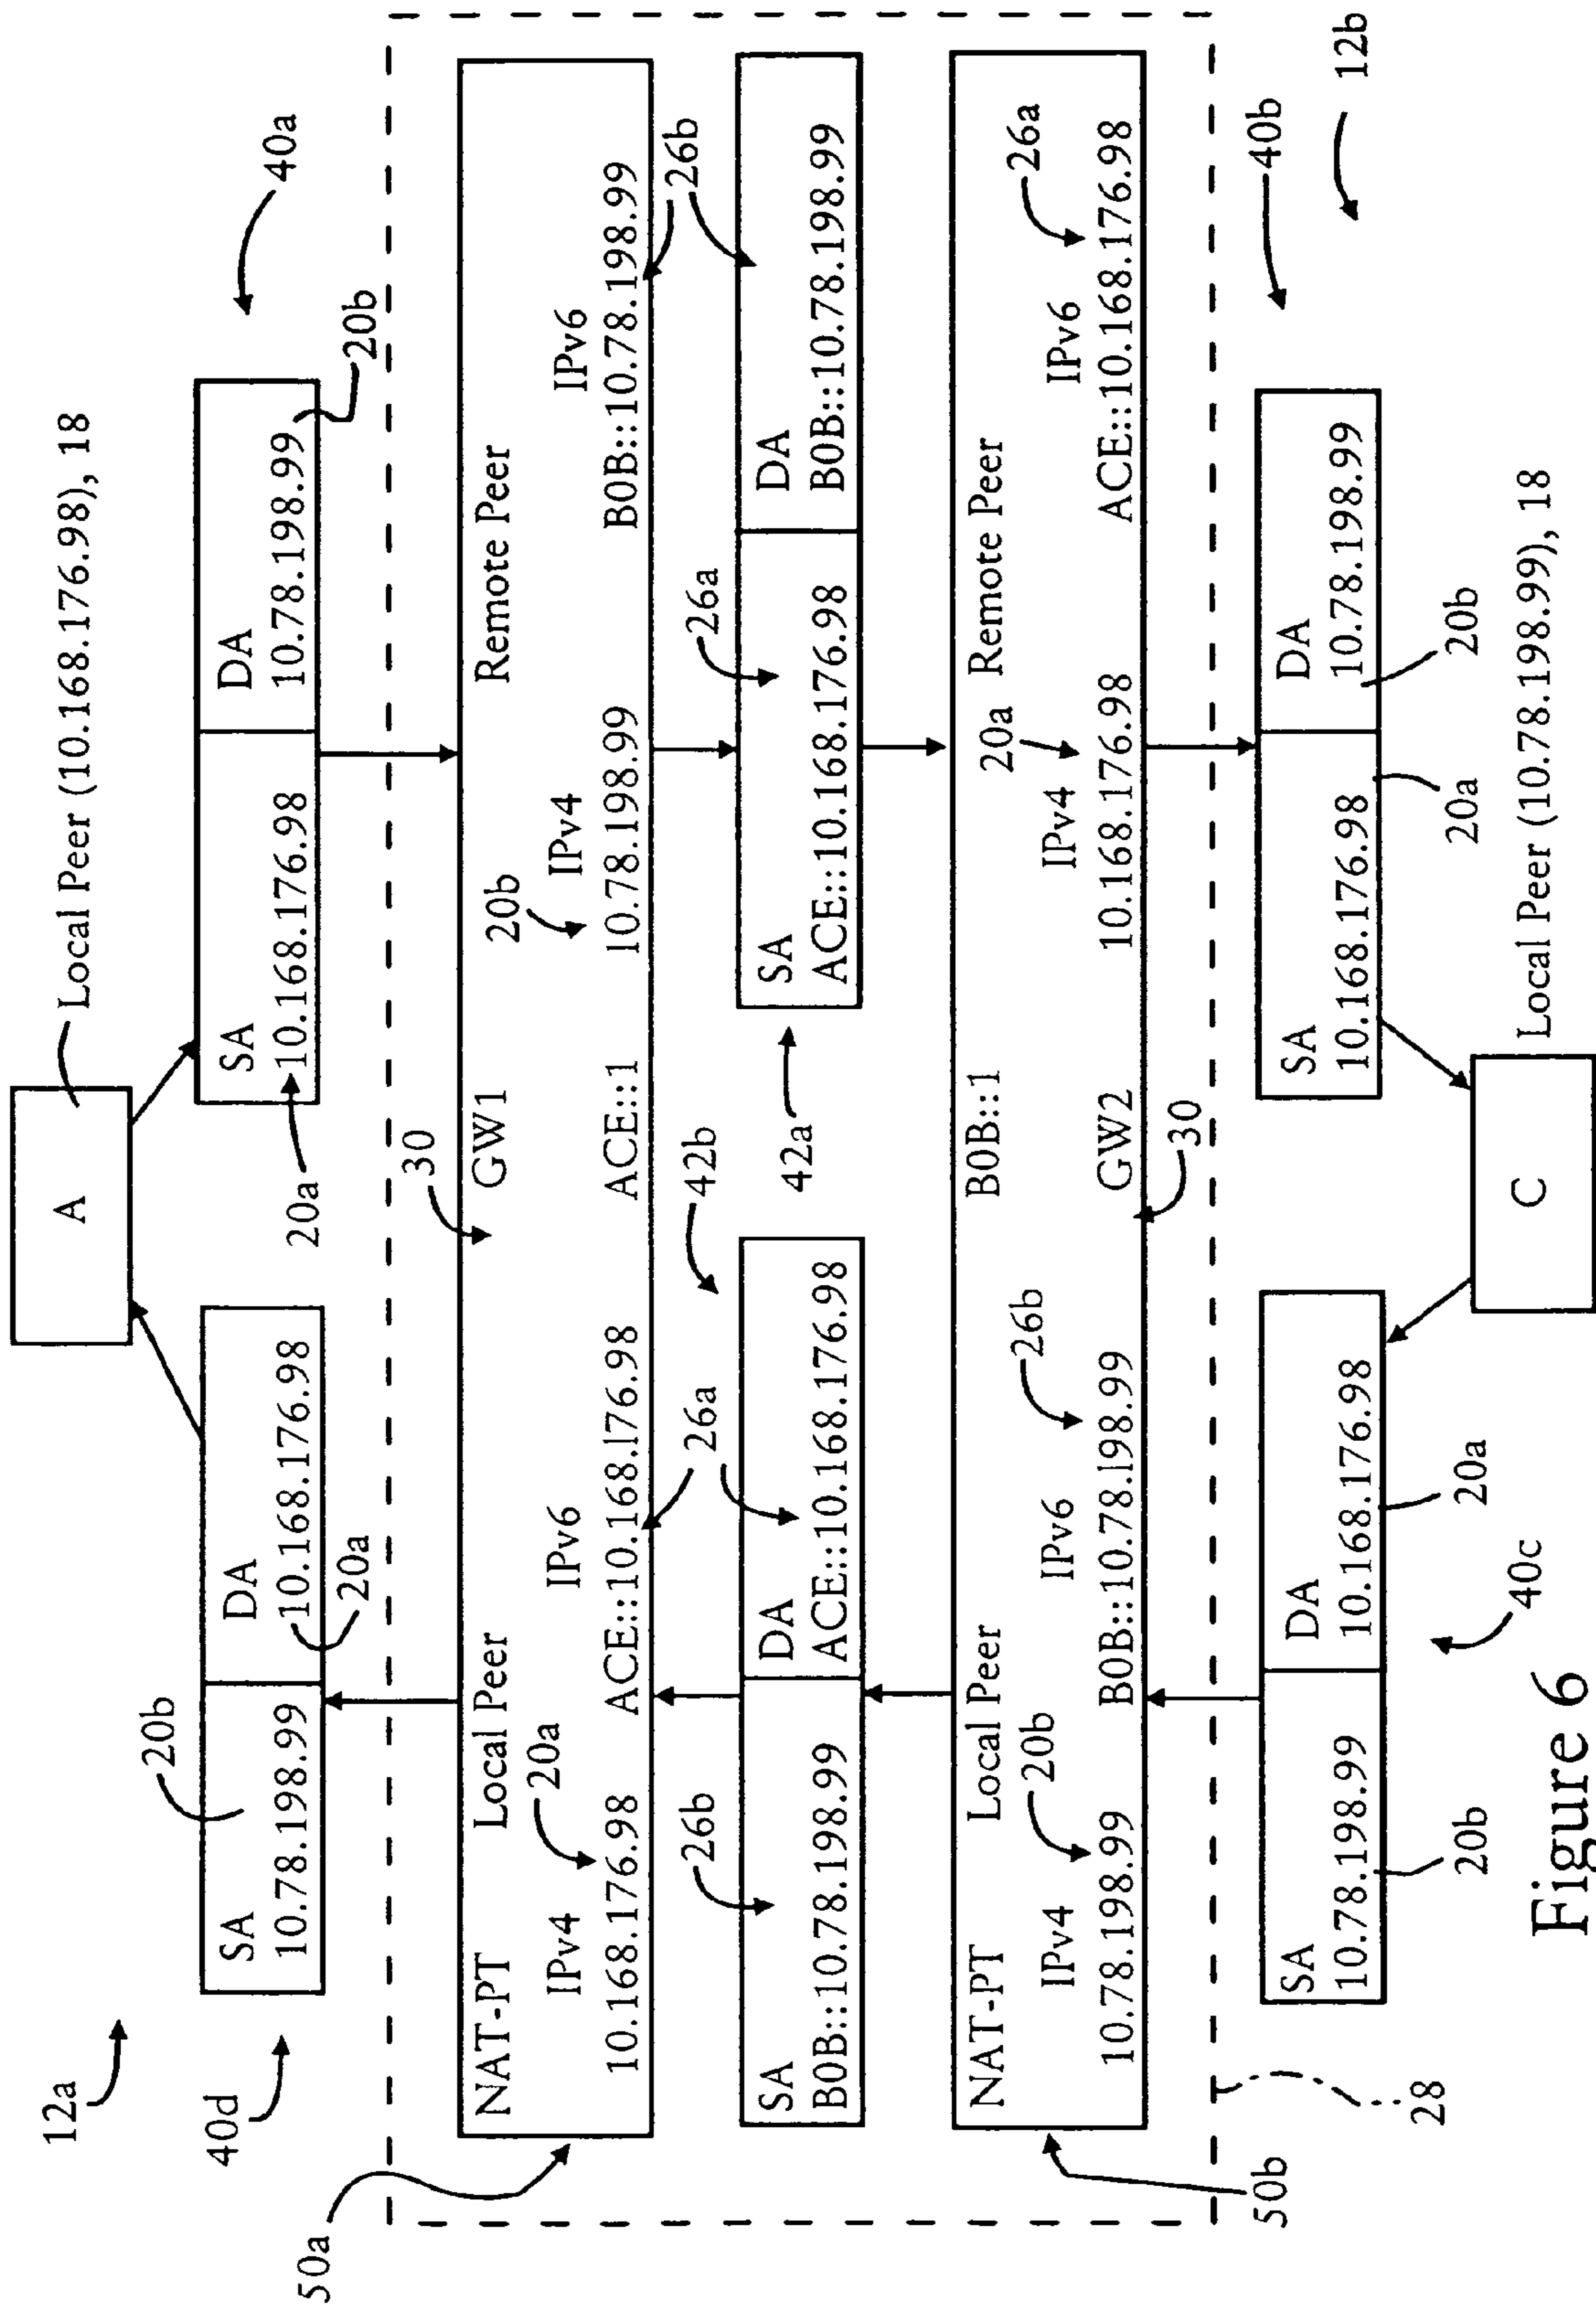 12a
40d
SA
10.78.198.99
20b
DA
10.168.176.98
20a
A
Local Peer (10.168.176.98), 18
20a
SA
10.168.176.98
DA
10.78.198.99
20b
40a
50a
NAT-PT
Local Peer
30
GW1
Remote Peer
IPv4
10.168.176.98
20a
IPv6
ACE::10.168.176.98
ACE::1
20b
IPv4
10.78.198.99
IPv6
B0B::10.78.198.99
26b
26a
42b
26a
26b
SA
B0B::10.78.198.99
DA
ACE::10.168.176.98
42a
SA
ACE::10.168.176.98
DA
B0B::10.78.198.99
NAT-PT
Local Peer
B0B::1
20a
Remote Peer
IPv4
10.78.198.99
20b
IPv6
B0B::10.78.198.99
26b
GW2
30
IPv4
10.168.176.98
IPv6
ACE::10.168.176.98
26a
50b
28
SA
10.78.198.99
20b
DA
10.168.176.98
20a
40c
C
Local Peer (10.78.198.99), 18
SA
10.168.176.98
20a
DA
10.78.198.99
20b
40b
12b
Figure 6